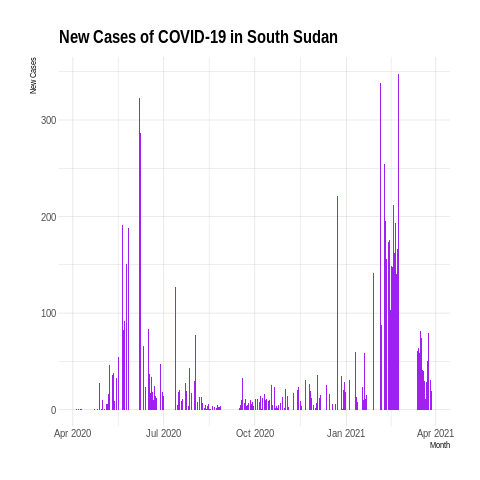 New Cases of COVID-19 in South Sudan
New Cases
300
200
100
0
Apr 2020 Jul 2020 Oct 2020 Jan 2021 Apr 2021
Month